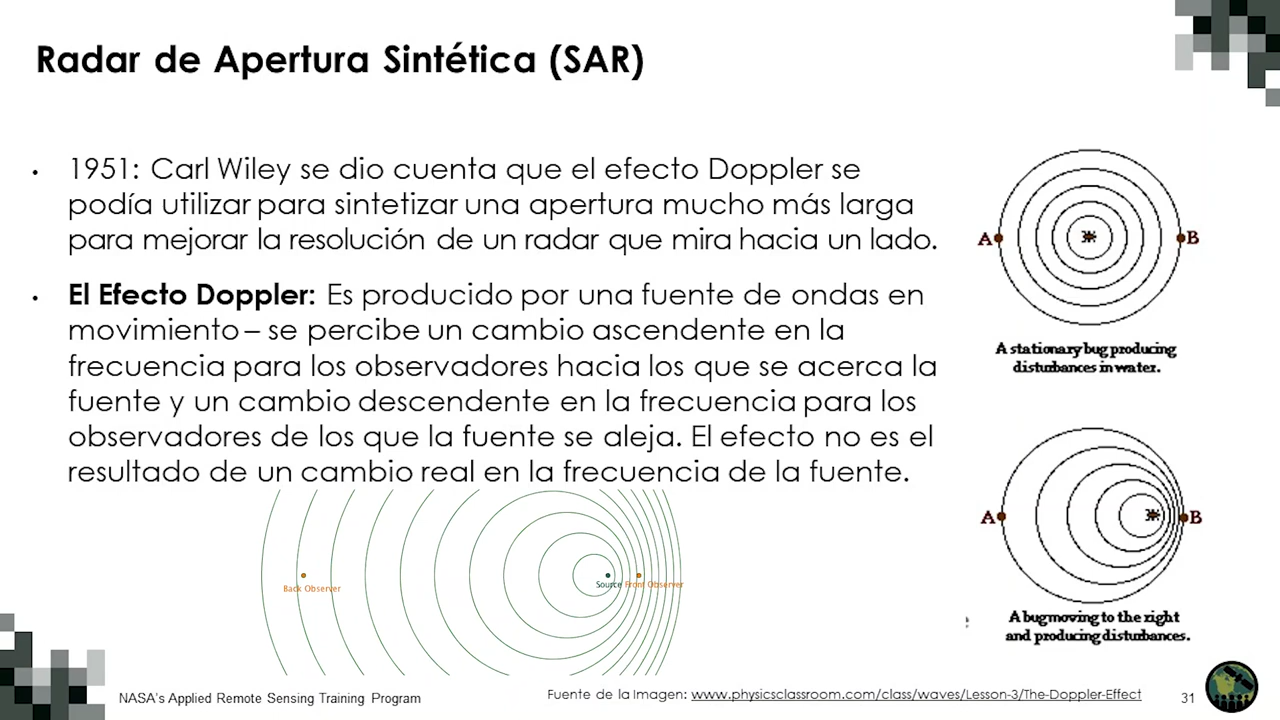 Radar de Apertura Sintética (SAR)
• 1951: Carl Wiley se dio cuenta que el efecto Doppler se
podía utilizar para sintetizar una apertura mucho más larga
para mejorar la resolución de un radar que mira hacia un lado.
• El Efecto Doppler: Es producido por una fuente de ondas en
movimiento – se percibe un cambio ascendente en la
frecuencia para los observadores hacia los que se acerca la
fuente y un cambio descendente en la frecuencia para los
observadores de los que la fuente se aleja. El efecto no es el
resultado de un cambio real en la frecuencia de la fuente.
Back Observer
Source
Front Observer
A
B
A stationary bug producing
disturbances in water.
A
B
A bug moving to the right
and producing disturbances.
NASA's Applied Remote Sensing Training Program
Fuente de la Imagen: www.physicsclassroom.com/class/waves/Lesson-3/The-Doppler-Effect
31